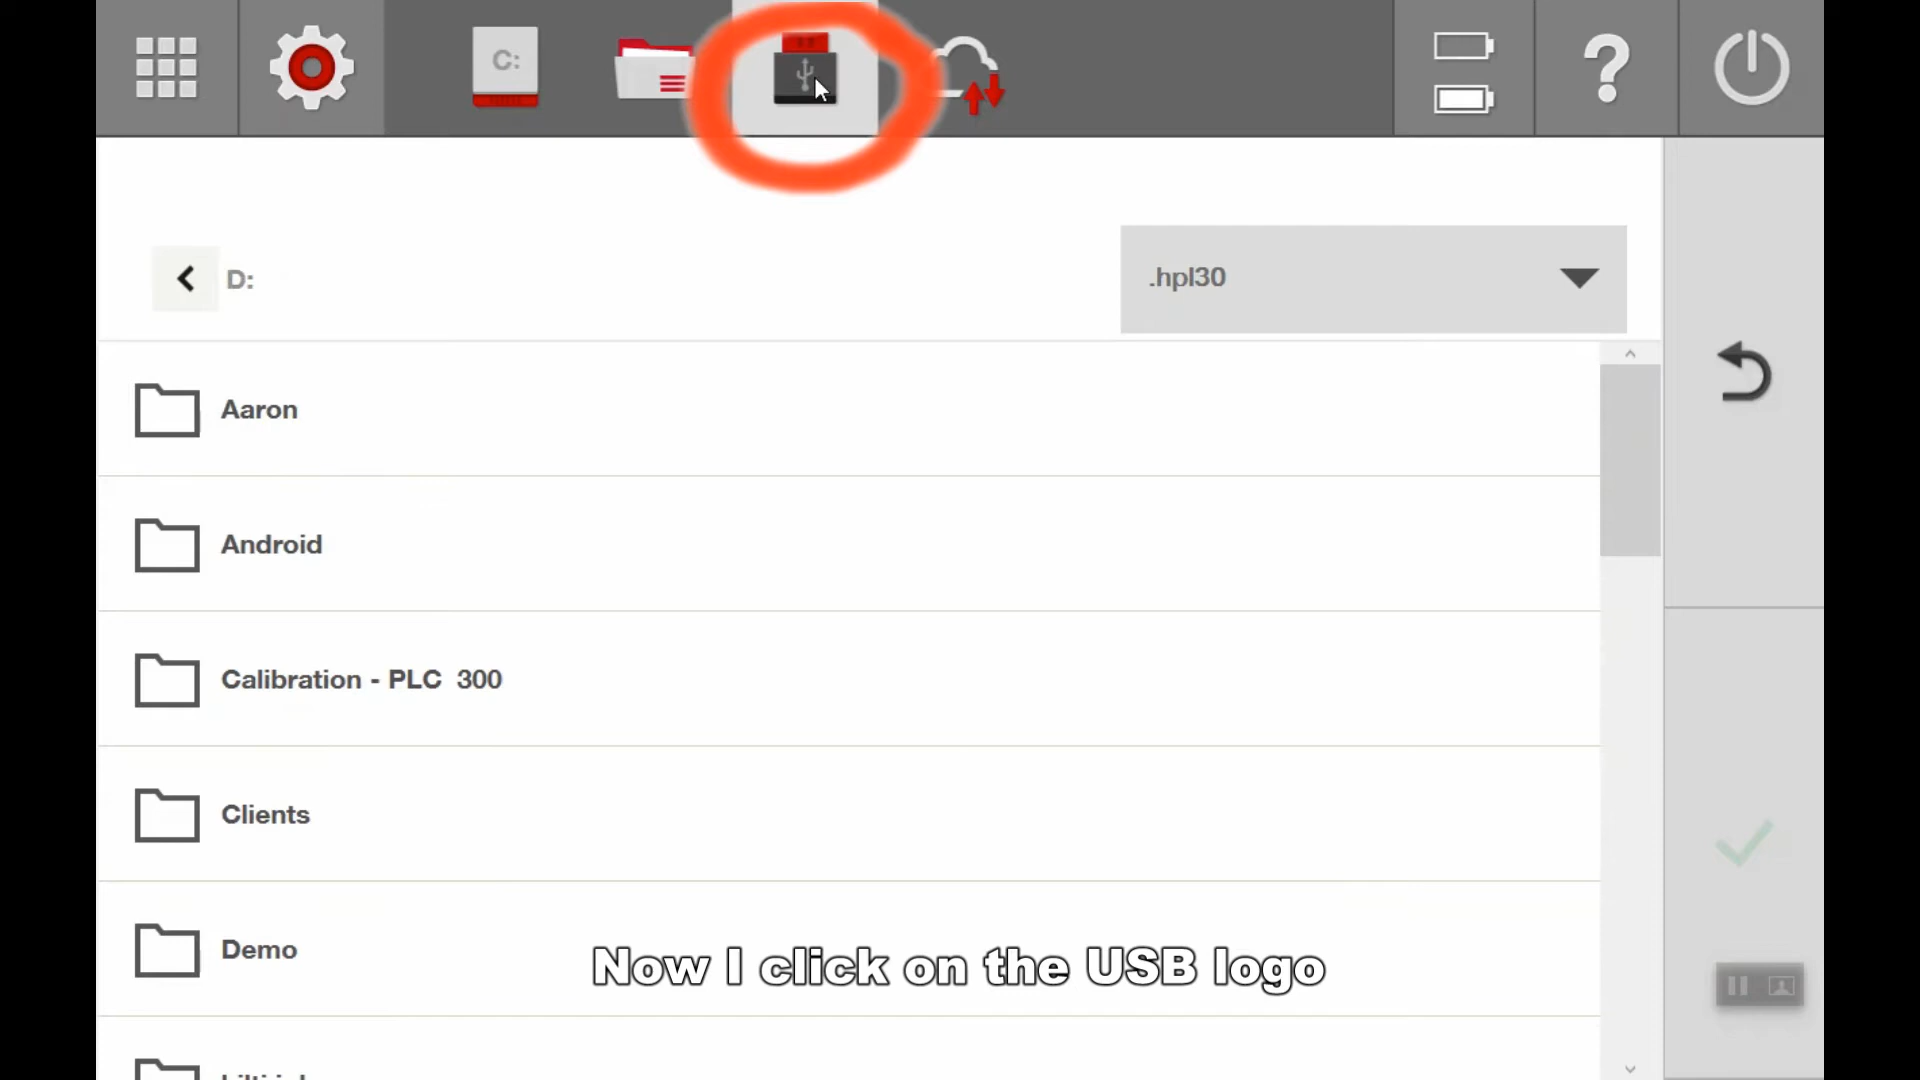 C:
D:
.hpl30
Aaron
Android
Calibration - PLC  300
Clients
Demo
Now I click on the USB logo